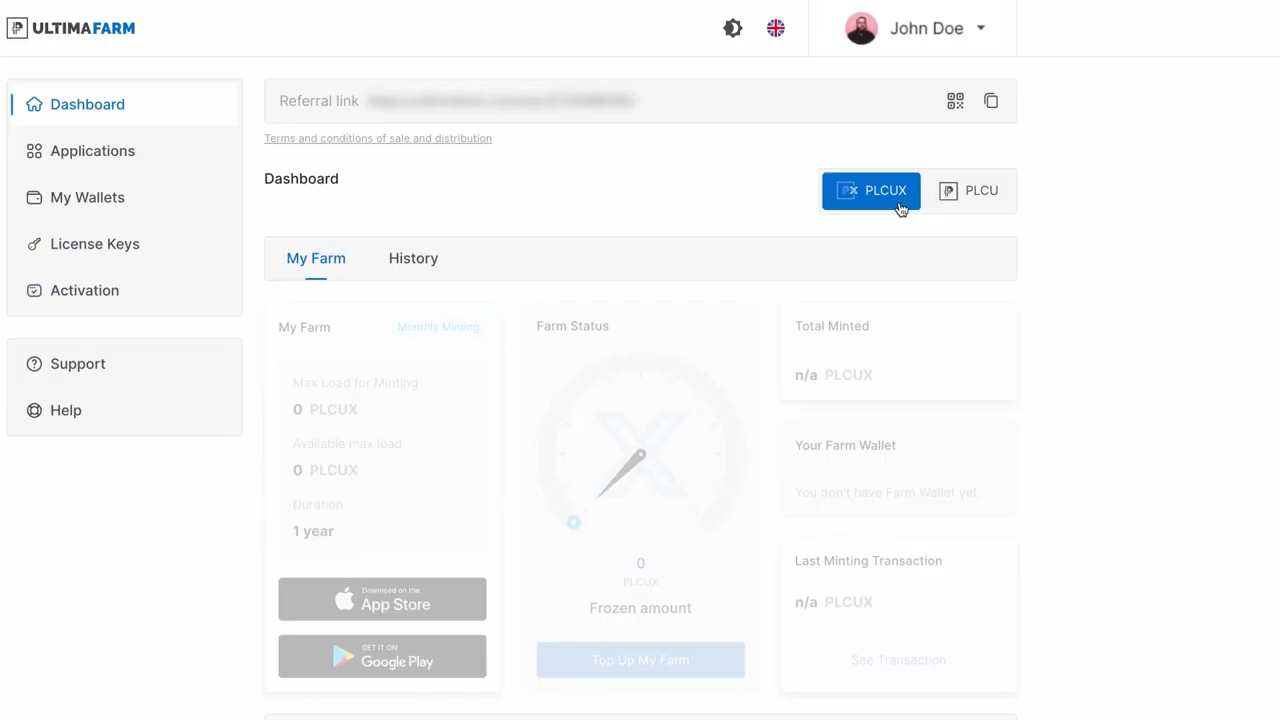 ULTIMAFARM
John Doe
Dashboard
Applications
My Wallets
License Keys
Activation
Support
Help
Referral link
Terms and conditions of sale and distribution
Dashboard
PLCUX
PLCU
My Farm
History
My Farm
Monthly Minting
Max Load for Minting
0 PLCUX
Available max load
0 PLCUX
Duration
1 year
Download on the
App Store
GET IT ON
Google Play
Farm Status
0
PLCUX
Frozen amount
Top Up My Farm
Total Minted
n/a PLCUX
Your Farm Wallet
You don't have Farm Wallet yet
Last Minting Transaction
n/a PLCUX
See Transaction